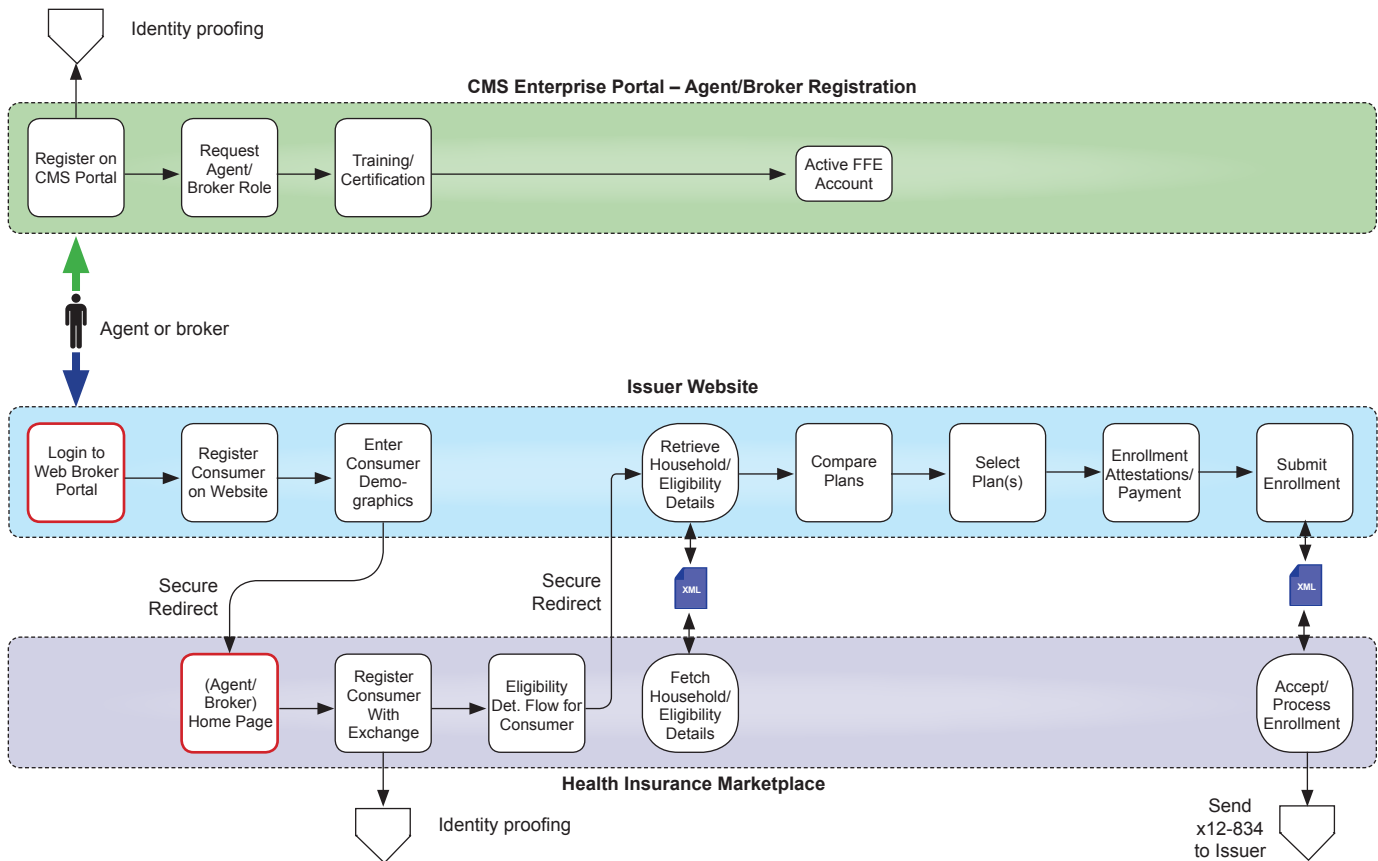 Identity proofing
CMS Enterprise Portal – Agent/Broker Registration
Register on
CMS Portal
Request
Agent/
Broker Role
Training/
Certification
Active FFE
Account
Agent or broker
Issuer Website
Login to
Web Broker
Portal
Register
Consumer
on Website
Enter
Consumer
Demo-
graphics
Retrieve
Household/
Eligibility
Details
Compare
Plans
Select
Plan(s)
Enrollment
Attestations/
Payment
Submit
Enrollment
Secure
Redirect
Secure
Redirect
XML
XML
(Agent/
Broker)
Home Page
Register
Consumer
With
Exchange
Eligibility
Det. Flow for
Consumer
Fetch
Household/
Eligibility
Details
Accept/
Process
Enrollment
Health Insurance Marketplace
Identity proofing
Send
x12-834
to Issuer